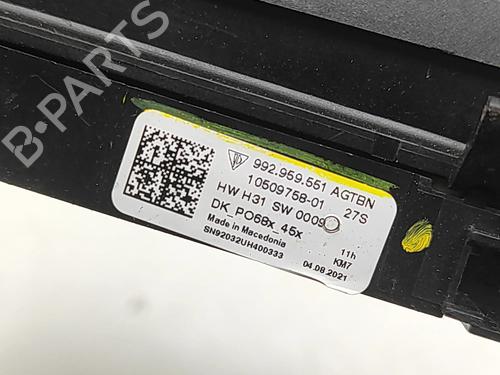 B-PARTS
992.959.551 AGTBN
10509758-01 27S
HW H31 SW 0009
DK_PO66x_45x
Made in Macedonia 11h
SN92032UH400333 KM7
04.08.2021